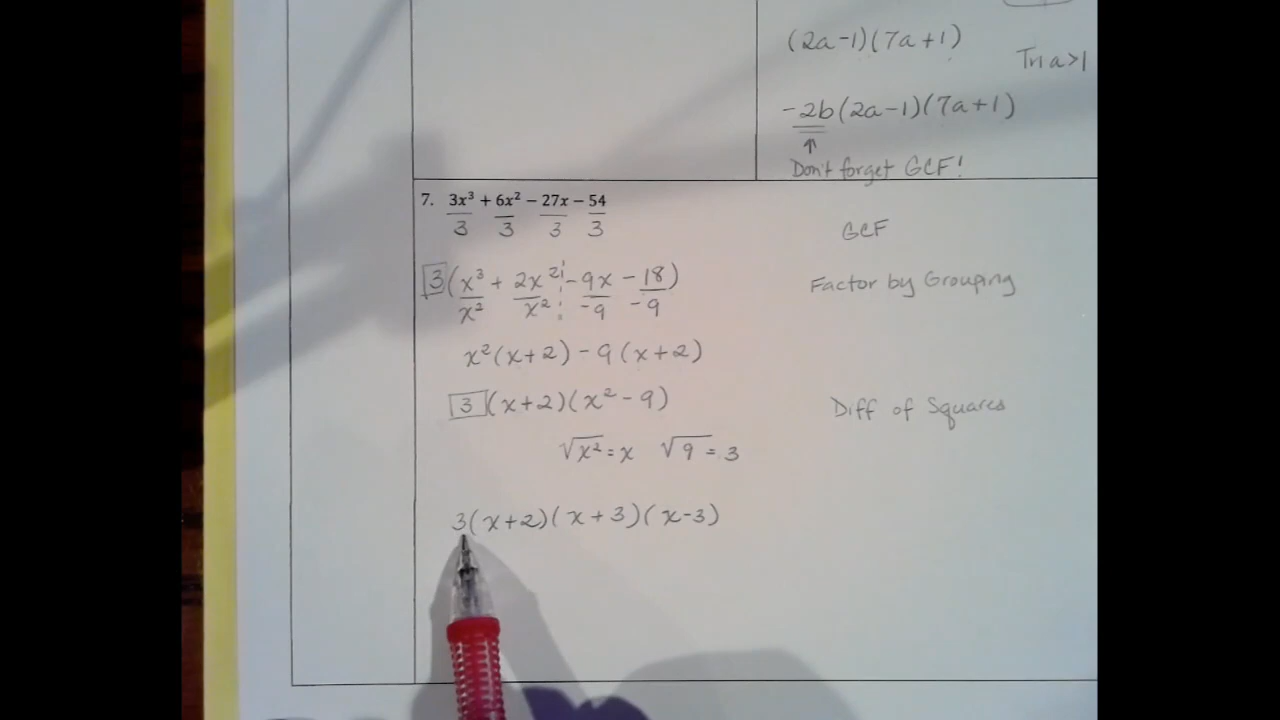 (2a-1)(7a+1)
Tri a>1
-2b(2a-1)(7a+1)
↑
Don't forget GCF!
7. 3x³ + 6x² − 27x − 54
3 3 3 3
GCF
3(x³ + 2x² - 9x - 18)
Factor by Grouping
x² x² -9 -9
x²(x+2) - 9(x+2)
3(x+2)(x² - 9)
Diff of Squares
√x² = x √9 = 3
3(x+2)(x+3)(x-3)